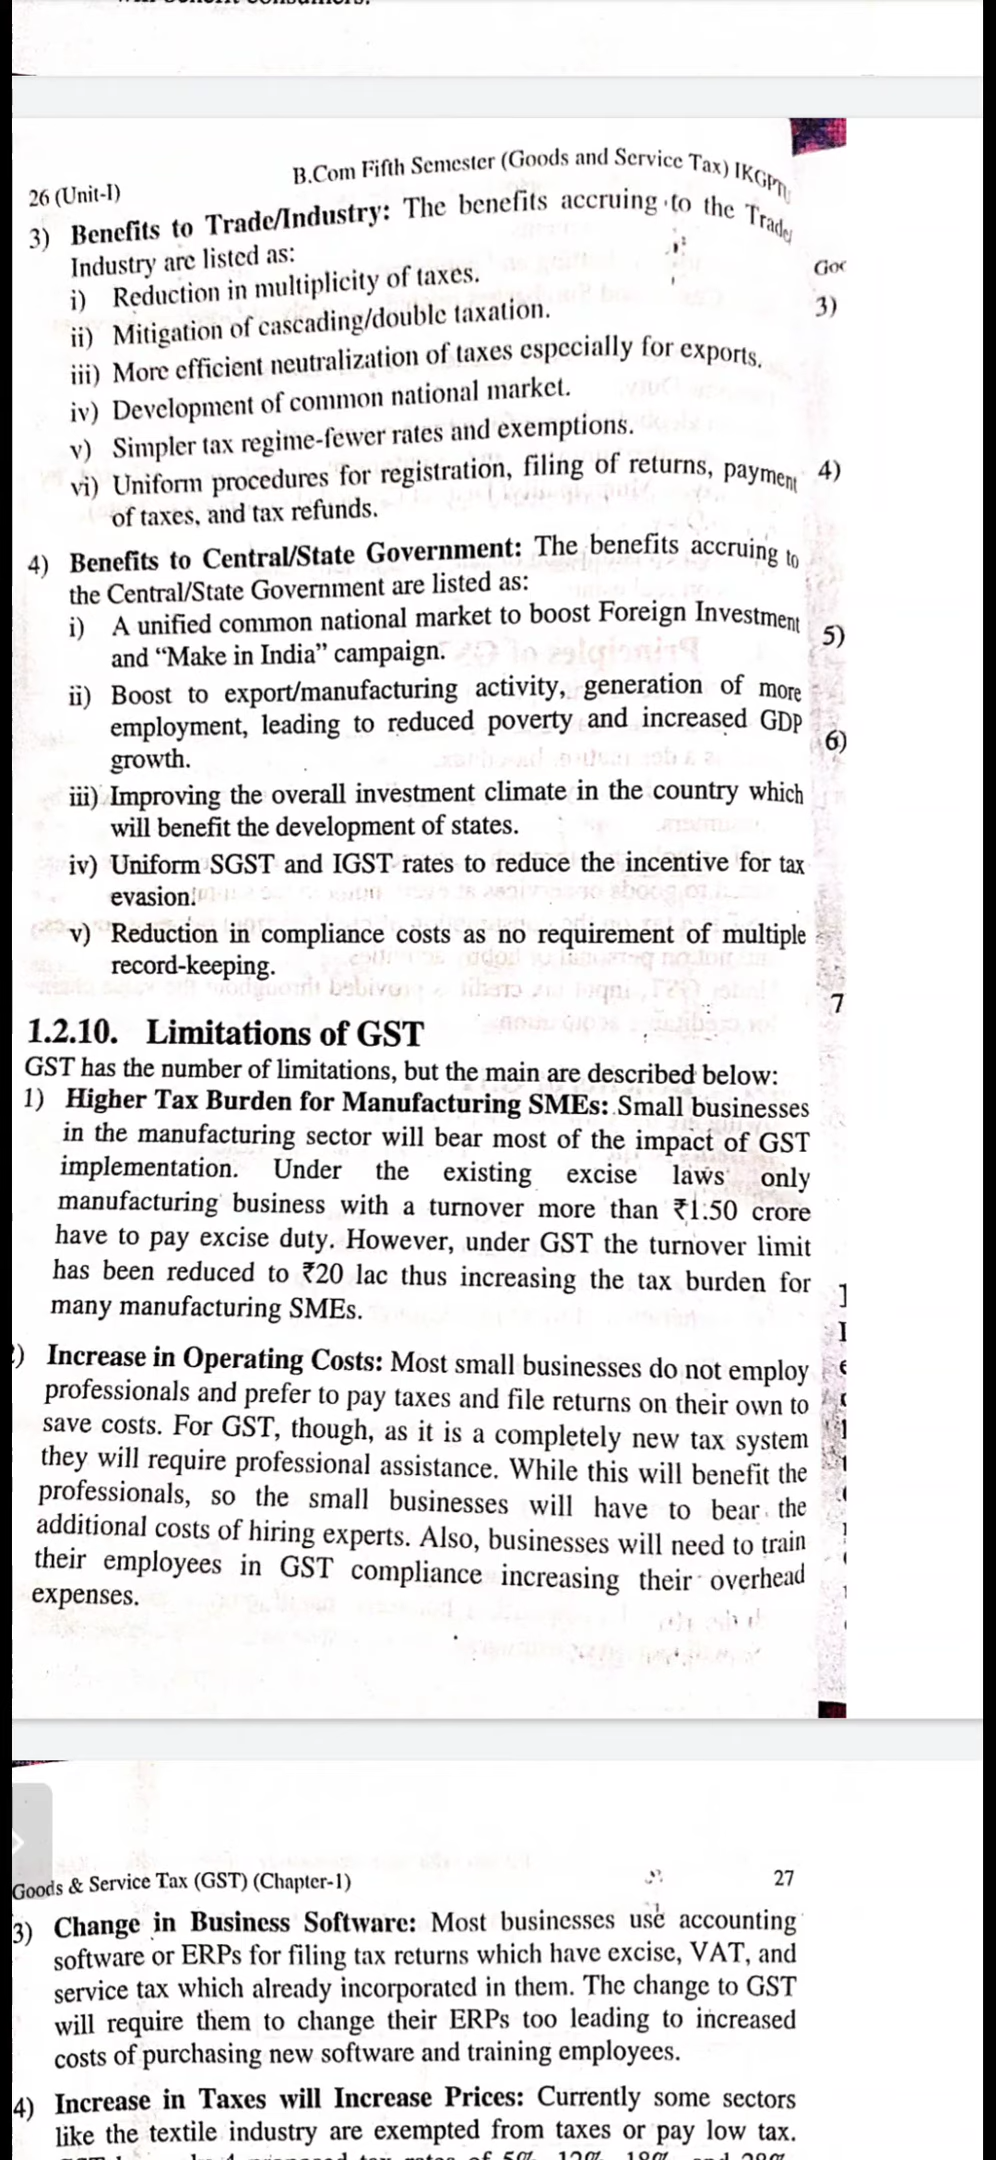 26 (Unit-I)
B.Com Fifth Semester (Goods and Service Tax) IKGPTU
3) Benefits to Trade/Industry: The benefits accruing to the Trade/
Industry are listed as:
i) Reduction in multiplicity of taxes.
ii) Mitigation of cascading/double taxation.
iii) More efficient neutralization of taxes especially for exports.
iv) Development of common national market.
v) Simpler tax regime-fewer rates and exemptions.
vi) Uniform procedures for registration, filing of returns, payment
of taxes, and tax refunds.
4) Benefits to Central/State Government: The benefits accruing to
the Central/State Government are listed as:
i) A unified common national market to boost Foreign Investment
and “Make in India” campaign.
ii) Boost to export/manufacturing activity, generation of more
employment, leading to reduced poverty and increased GDP
growth.
iii) Improving the overall investment climate in the country which
will benefit the development of states.
iv) Uniform SGST and IGST rates to reduce the incentive for tax
evasion.
v) Reduction in compliance costs as no requirement of multiple
record-keeping.
1.2.10. Limitations of GST
GST has the number of limitations, but the main are described below:
1) Higher Tax Burden for Manufacturing SMEs: Small businesses
in the manufacturing sector will bear most of the impact of GST
implementation. Under the existing excise laws only
manufacturing business with a turnover more than ₹1.50 crore
have to pay excise duty. However, under GST the turnover limit
has been reduced to ₹20 lac thus increasing the tax burden for
many manufacturing SMEs.
) Increase in Operating Costs: Most small businesses do not employ
professionals and prefer to pay taxes and file returns on their own to
save costs. For GST, though, as it is a completely new tax system
they will require professional assistance. While this will benefit the
professionals, so the small businesses will have to bear the
additional costs of hiring experts. Also, businesses will need to train
their employees in GST compliance increasing their overhead
expenses.
Goo
3)
4)
5)
6)
7
Goods & Service Tax (GST) (Chapter-1)
27
3) Change in Business Software: Most businesses use accounting
software or ERPs for filing tax returns which have excise, VAT, and
service tax which already incorporated in them. The change to GST
will require them to change their ERPs too leading to increased
costs of purchasing new software and training employees.
4) Increase in Taxes will Increase Prices: Currently some sectors
like the textile industry are exempted from taxes or pay low tax.